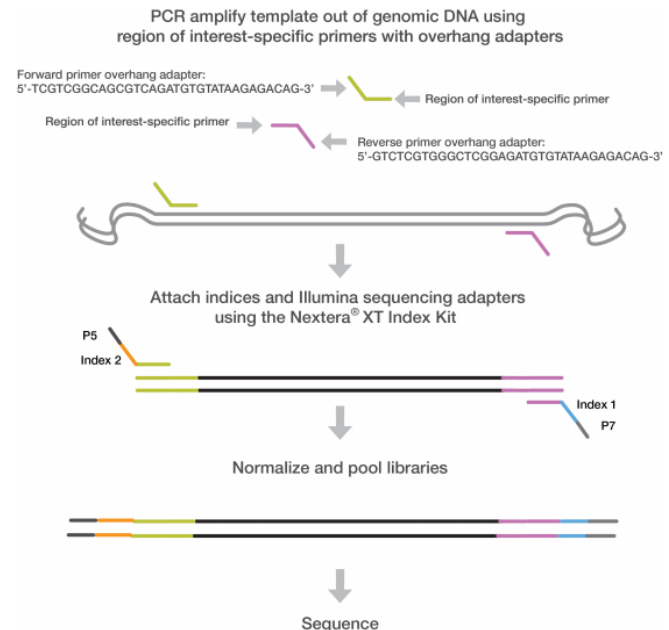 PCR amplify template out of genomic DNA using
region of interest-specific primers with overhang adapters
Forward primer overhang adapter:
5'-TCGTCGGCAGCGTCAGATGTGTATAAGAGACAG-3'
Region of interest-specific primer
Region of interest-specific primer
Reverse primer overhang adapter:
5'-GTCTCGTGGGCTCGGAGATGTGTATAAGAGACAG-3'
Attach indices and Illumina sequencing adapters
using the Nextera® XT Index Kit
P5
Index 2
Index 1
P7
Normalize and pool libraries
Sequence